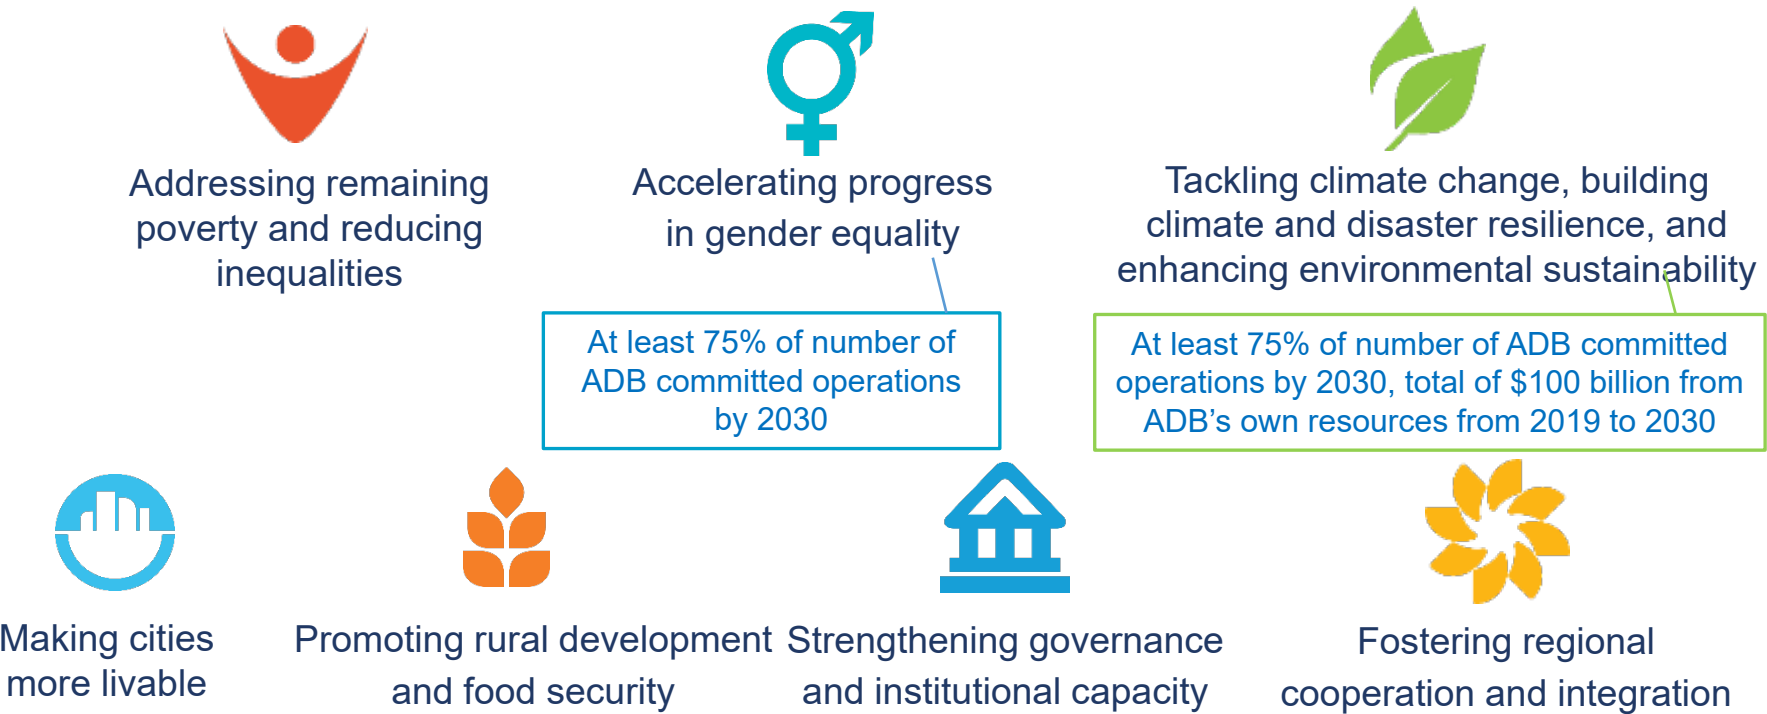 Addressing remaining
poverty and reducing
inequalities
Accelerating progress
in gender equality
At least 75% of number of
ADB committed operations
by 2030
Tackling climate change, building
climate and disaster resilience, and
enhancing environmental sustainability
At least 75% of number of ADB committed
operations by 2030, total of $100 billion from
ADB’s own resources from 2019 to 2030
Making cities
more livable
Promoting rural development
and food security
Strengthening governance
and institutional capacity
Fostering regional
cooperation and integration